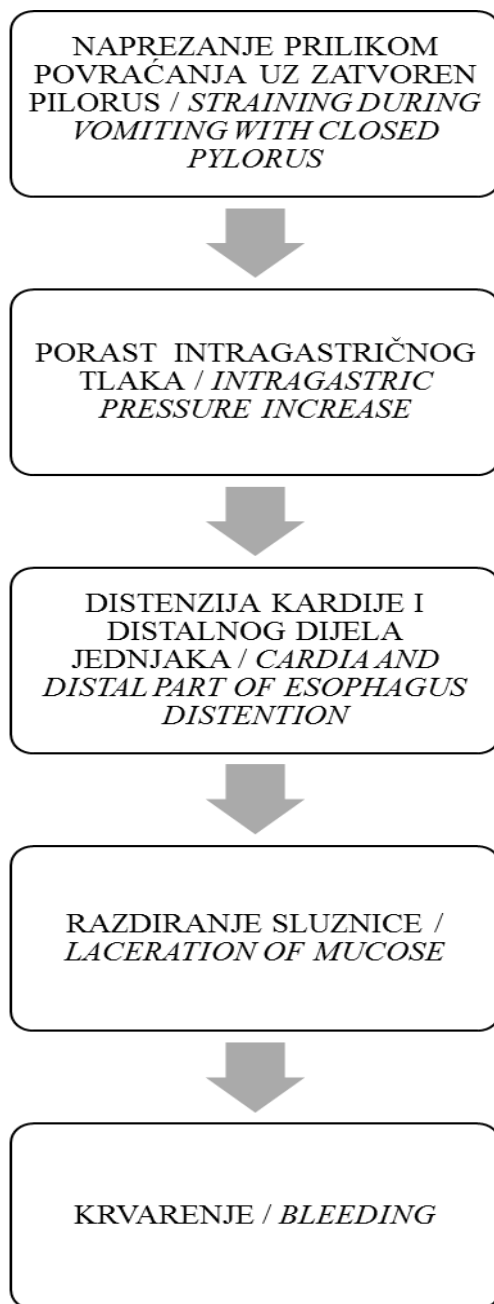 NAPREZANJE PRILIKOM
POVRAĆANJA UZ ZATVOREN
PILORUS / STRAINING DURING
VOMITING WITH CLOSED
PYLORUS
PORAST INTRAGASTRIČNOG
TLAKA / INTRAGASTRIC
PRESSURE INCREASE
DISTENZIJA KARDIJE I
DISTALNOG DIJELA
JEDNJAKA / CARDIA AND
DISTAL PART OF ESOPHAGUS
DISTENTION
RAZDIRANJE SLUZNICE /
LACERATION OF MUCOSE
KRVARENJE / BLEEDING